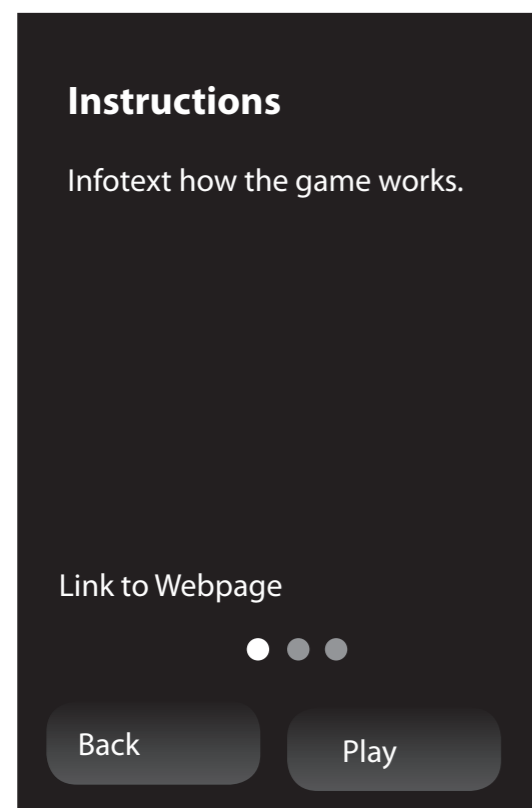 Instructions
Infotext how the game works.
Link to Webpage
Back
Play